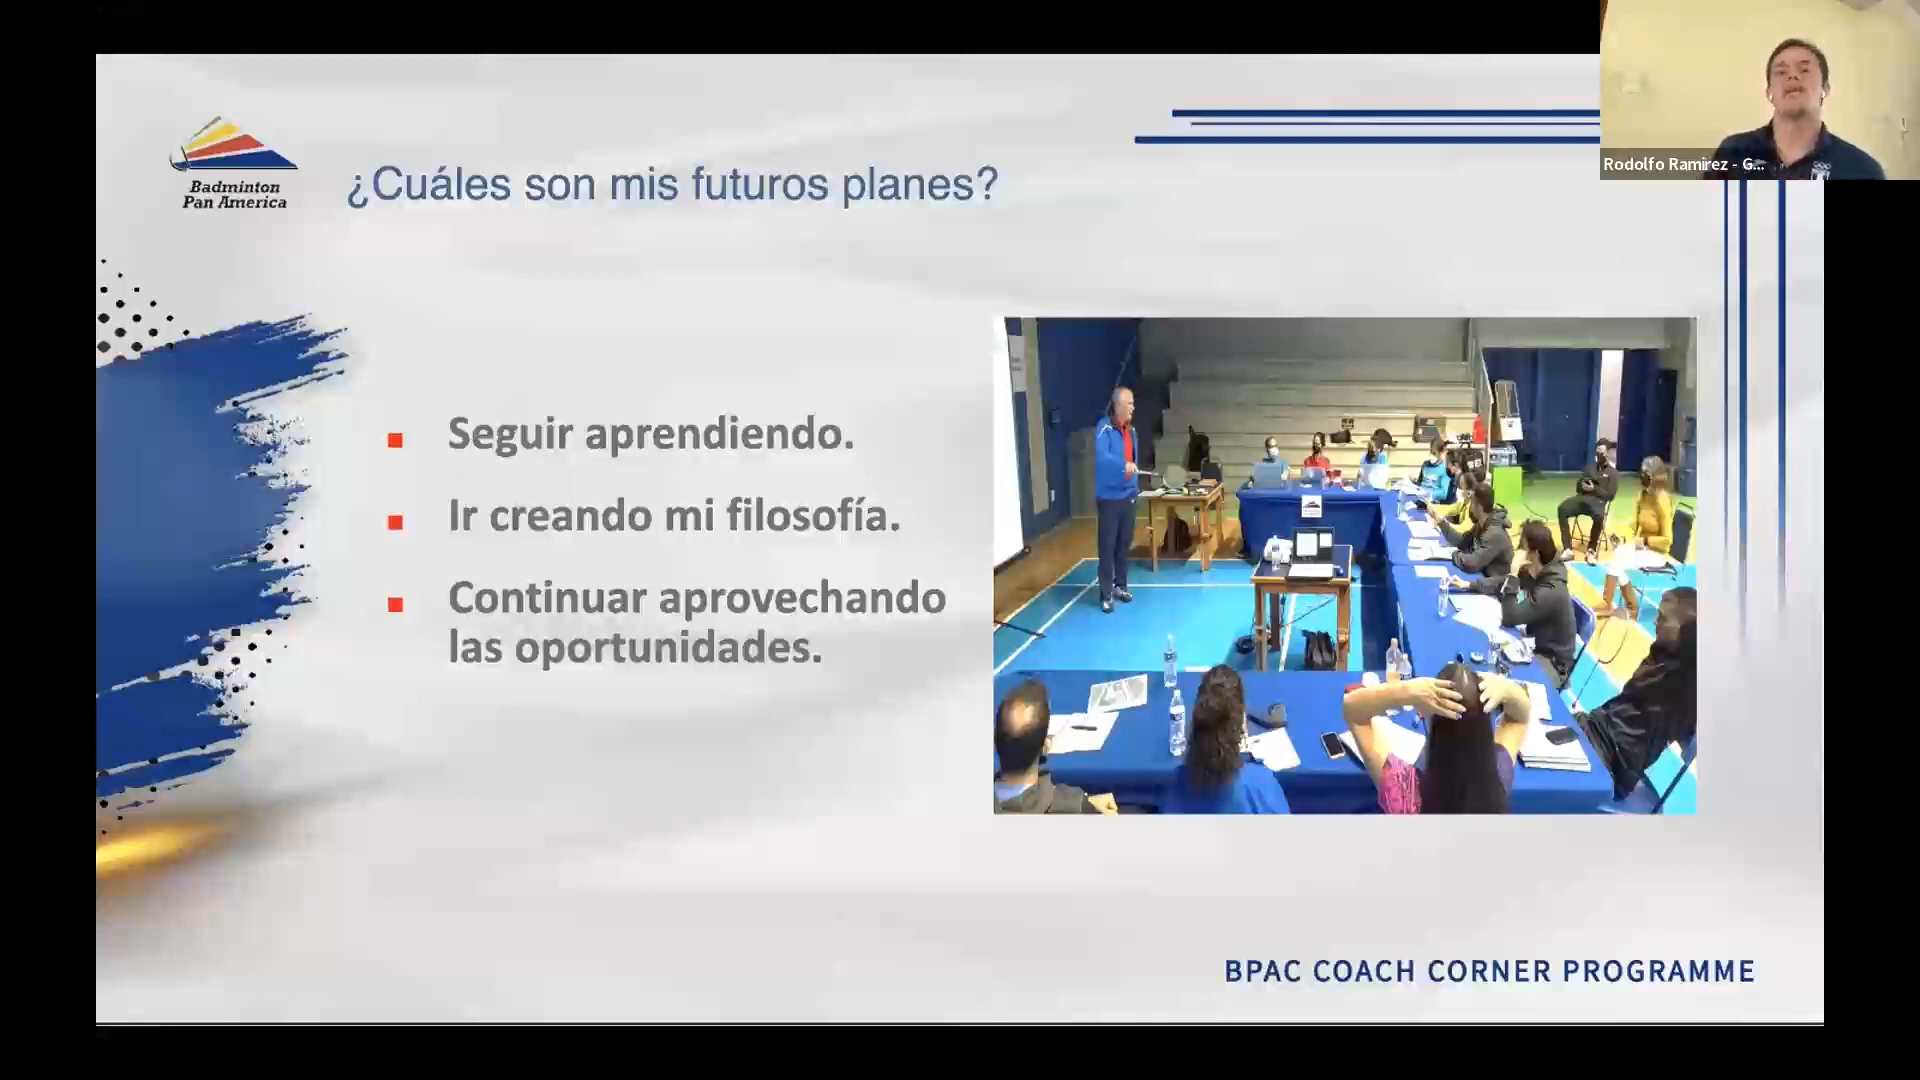 Rodolfo Ramirez - G...
Badminton
Pan America
¿Cuáles son mis futuros planes?
Seguir aprendiendo.
Ir creando mi filosofía.
Continuar aprovechando
las oportunidades.
BPAC COACH CORNER PROGRAMME